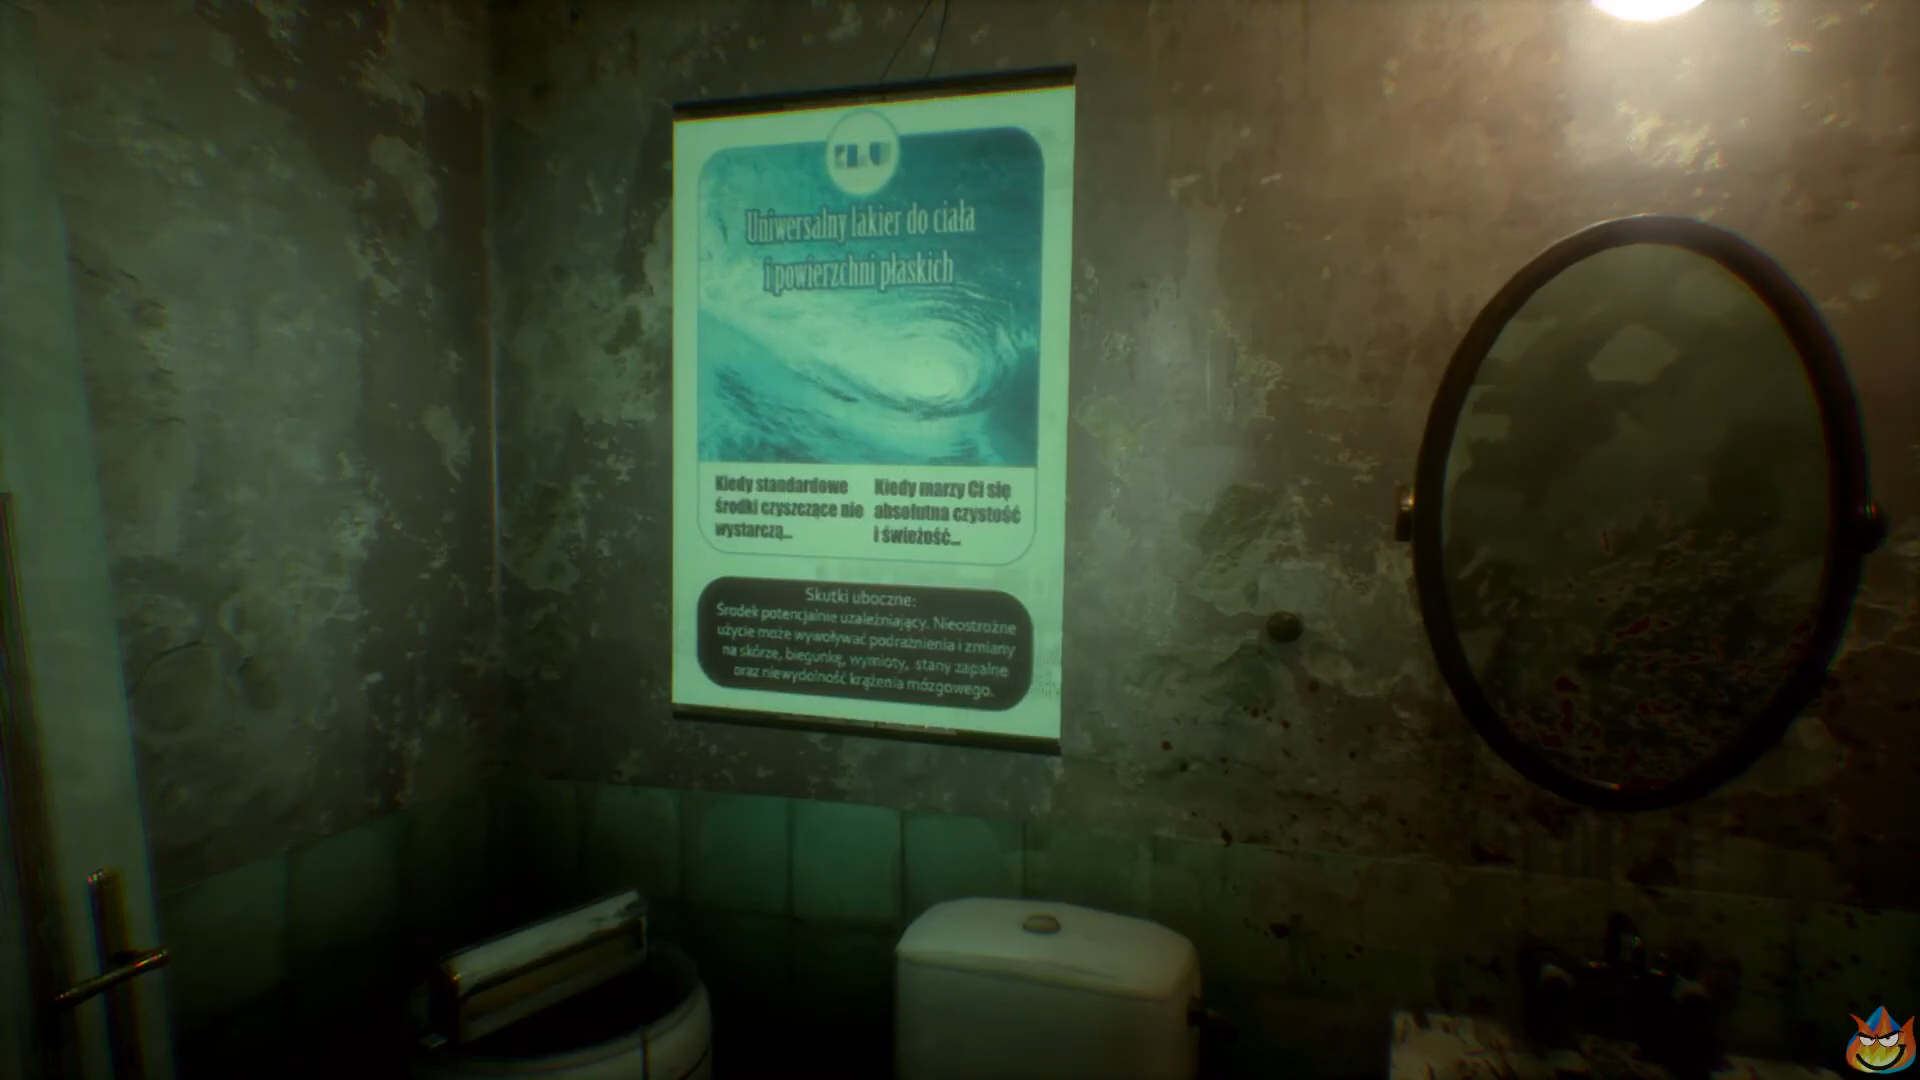 Uniwersalny lakier do ciała
i powierzchni płaskich
Kiedy standardowe
środki czyszczące nie
wystarczą...
Kiedy marzy Ci się
absolutna czystość
i świeżość...
Skutki uboczne:
Środek potencjalnie uzależniający. Nieostrożne
użycie może wywoływać podrażnienia i zmiany
na skórze, biegunkę, wymioty, stany zapalne
oraz niewydolność krążenia mózgowego.